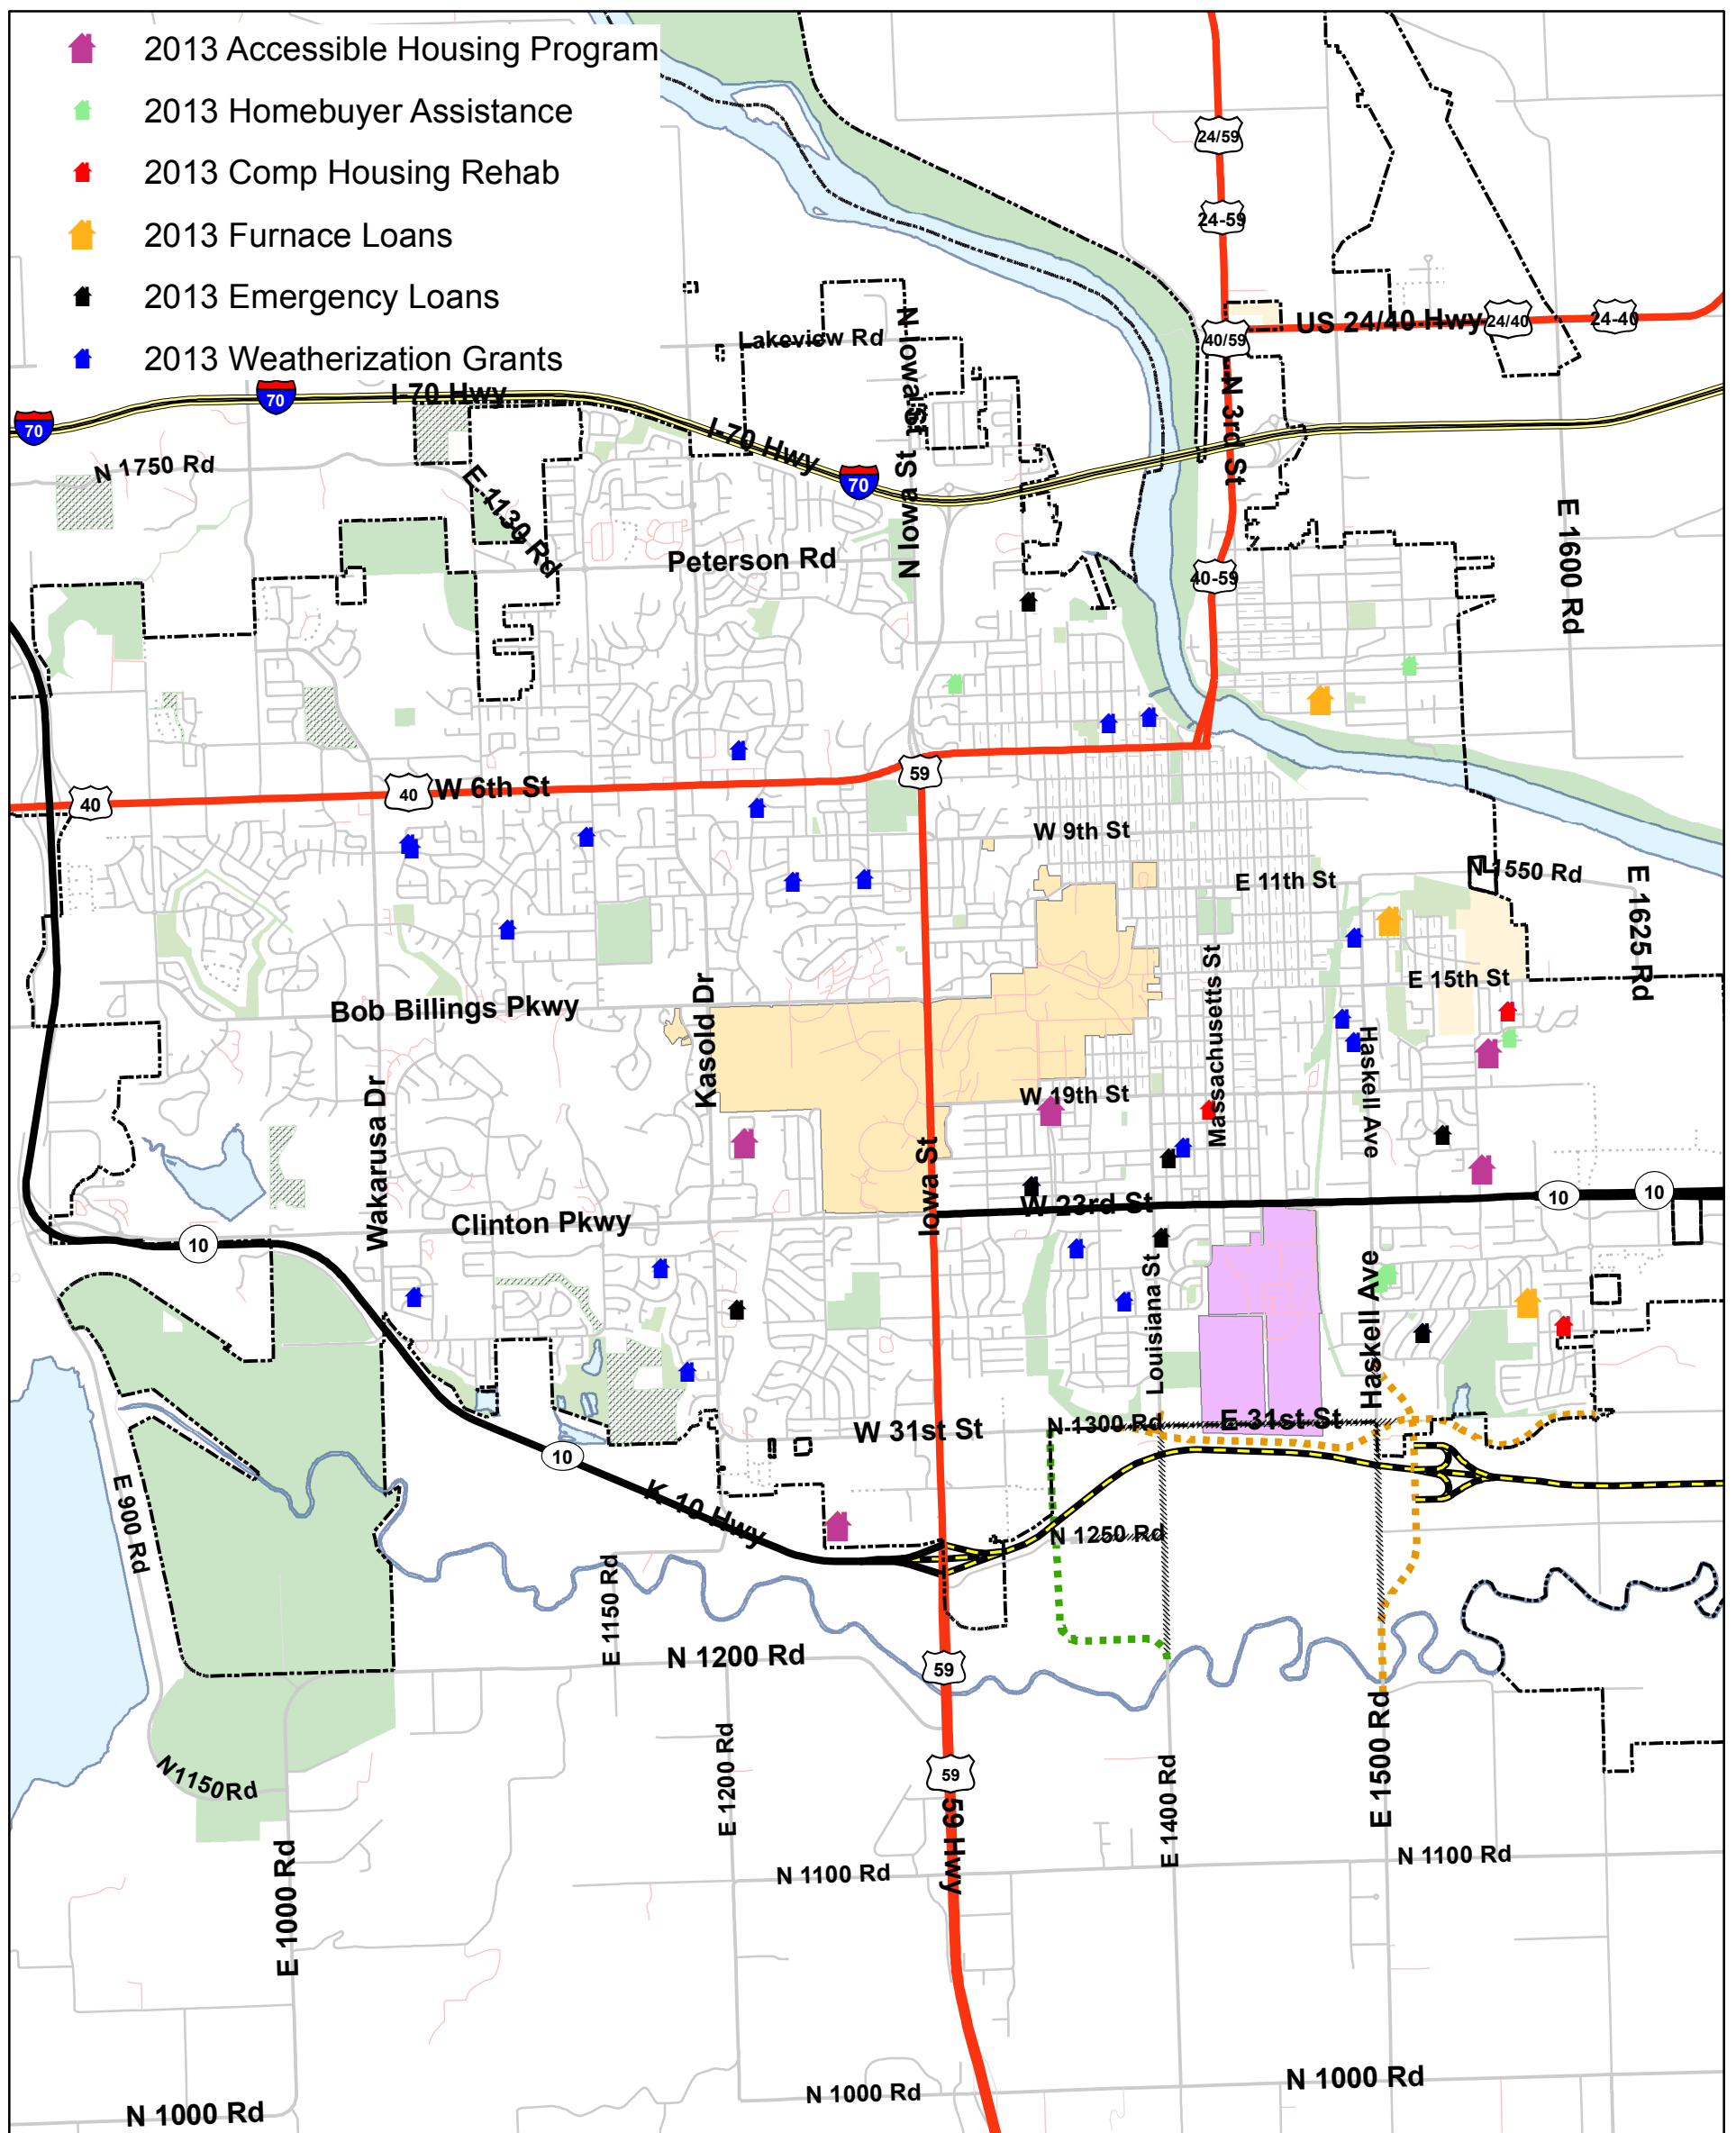 2013 Accessible Housing Program
2013 Homebuyer Assistance
2013 Comp Housing Rehab
2013 Furnace Loans
2013 Emergency Loans
2013 Weatherization Grants
24/59
24-59
US 24/40 Hwy
24/40
24-40
40/59
Lakeview Rd
N Iowa St
I-70 Hwy
70
70
I-70 Hwy
70
N 3rd St
N 1750 Rd
E 1130 Rd
Peterson Rd
N Iowa St
40-59
E 1600 Rd
40
40
W 6th St
59
W 9th St
E 11th St
N 1550 Rd
E 1625 Rd
E 15th St
Bob Billings Pkwy
Kasold Dr
Massachusetts St
Haskell Ave
W 19th St
Wakarusa Dr
Iowa St
Clinton Pkwy
W 23rd St
10
10
10
Louisiana St
Haskell Ave
W 31st St
N 1300 Rd
E 31st St
10
K-10 Hwy
E 900 Rd
N 1250 Rd
E 1150 Rd
N 1200 Rd
59
E 1500 Rd
N 1150 Rd
E 1200 Rd
59
59 Hwy
E 1400 Rd
E 1000 Rd
N 1100 Rd
N 1100 Rd
N 1000 Rd
N 1000 Rd
N 1000 Rd